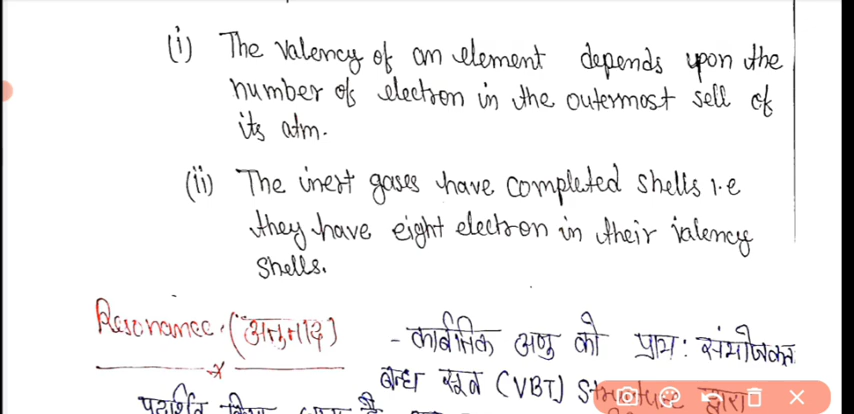 (i) The valency of an element depends upon the
number of electron in the outermost sell of
its atm.
(ii) The inert gases have completed shells i.e
they have eight electron in their valency
shells.
Resonance. (अनुनाद) - कार्बनिक अणु को प्राय: संयोजकता
बन्ध सूत्र (VBT) Structure द्वारा
प्रदर्शित किया जाता है